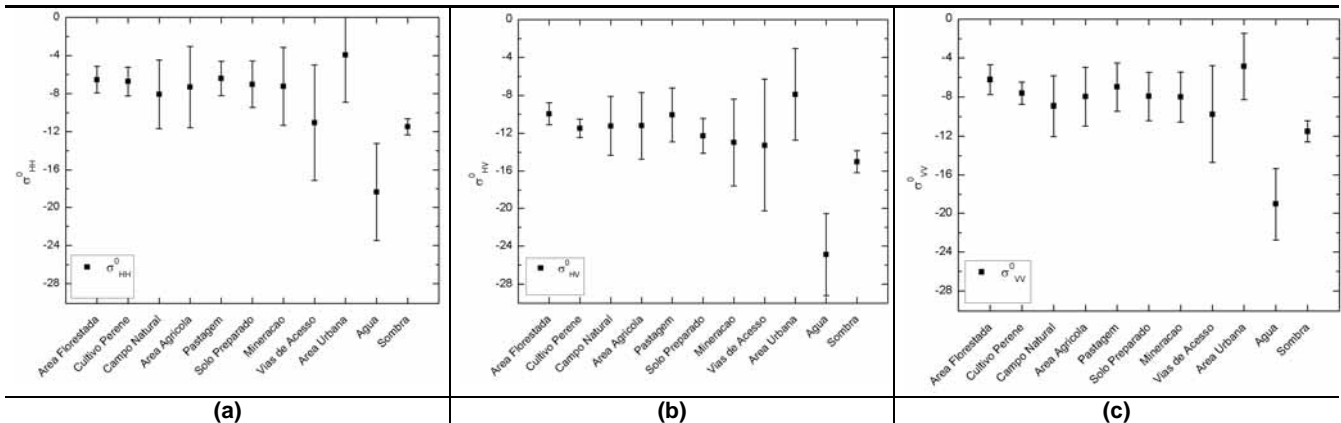 0
-4
-8
-12
-16
-20
-24
-28
σ⁰HH
σ⁰HH
Area Florestada
Cultivo Perene
Campo Natural
Area Agricola
Pastagem
Solo Preparado
Mineracao
Vias de Acesso
Area Urbana
Agua
Sombra
(a)
0
-4
-8
-12
-16
-20
-24
-28
σ⁰HV
σ⁰HV
Area Florestada
Cultivo Perene
Campo Natural
Area Agricola
Pastagem
Solo Preparado
Mineracao
Vias de Acesso
Area Urbana
Agua
Sombra
(b)
0
-4
-8
-12
-16
-20
-24
-28
σ⁰VV
σ⁰VV
Area Florestada
Cultivo Perene
Campo Natural
Area Agricola
Pastagem
Solo Preparado
Mineracao
Vias de Acesso
Area Urbana
Agua
Sombra
(c)